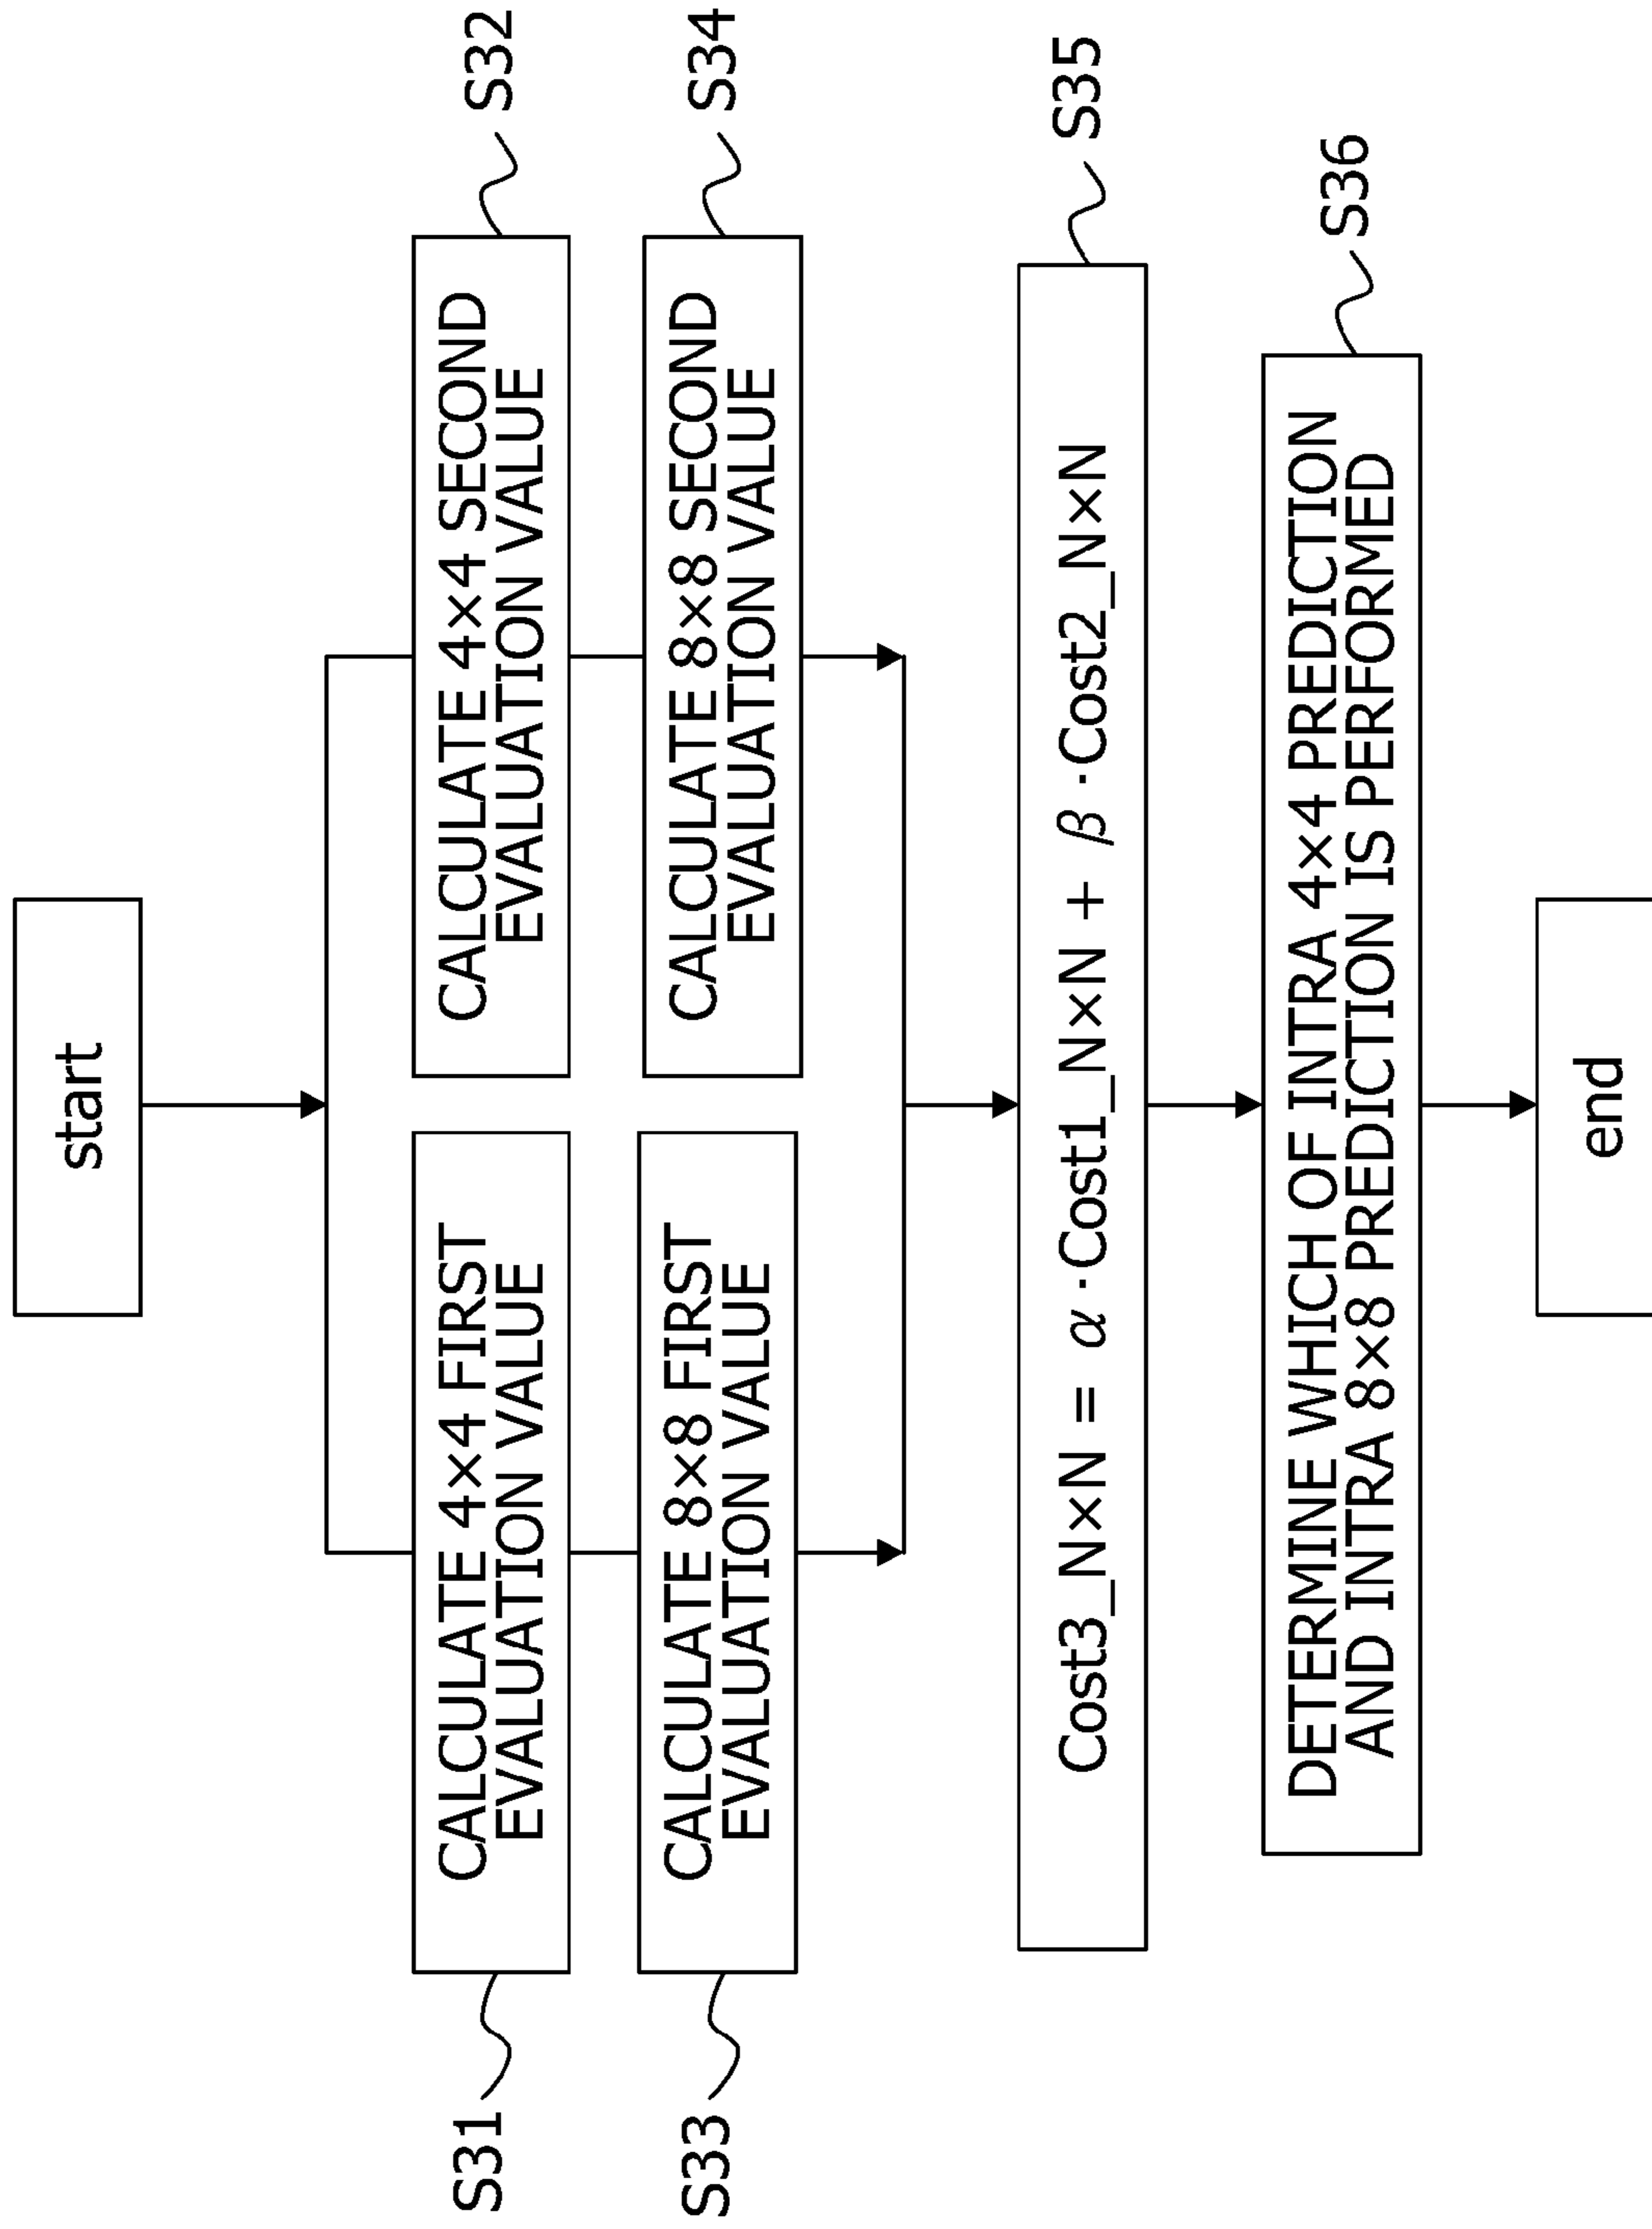 start
S31
CALCULATE 4×4 FIRST
EVALUATION VALUE
CALCULATE 4×4 SECOND
EVALUATION VALUE
S32
S33
CALCULATE 8×8 FIRST
EVALUATION VALUE
CALCULATE 8×8 SECOND
EVALUATION VALUE
S34
Cost3_N×N = α·Cost1_N×N + β·Cost2_N×N
S35
DETERMINE WHICH OF INTRA 4×4 PREDICTION
AND INTRA 8×8 PREDICTION IS PERFORMED
S36
end